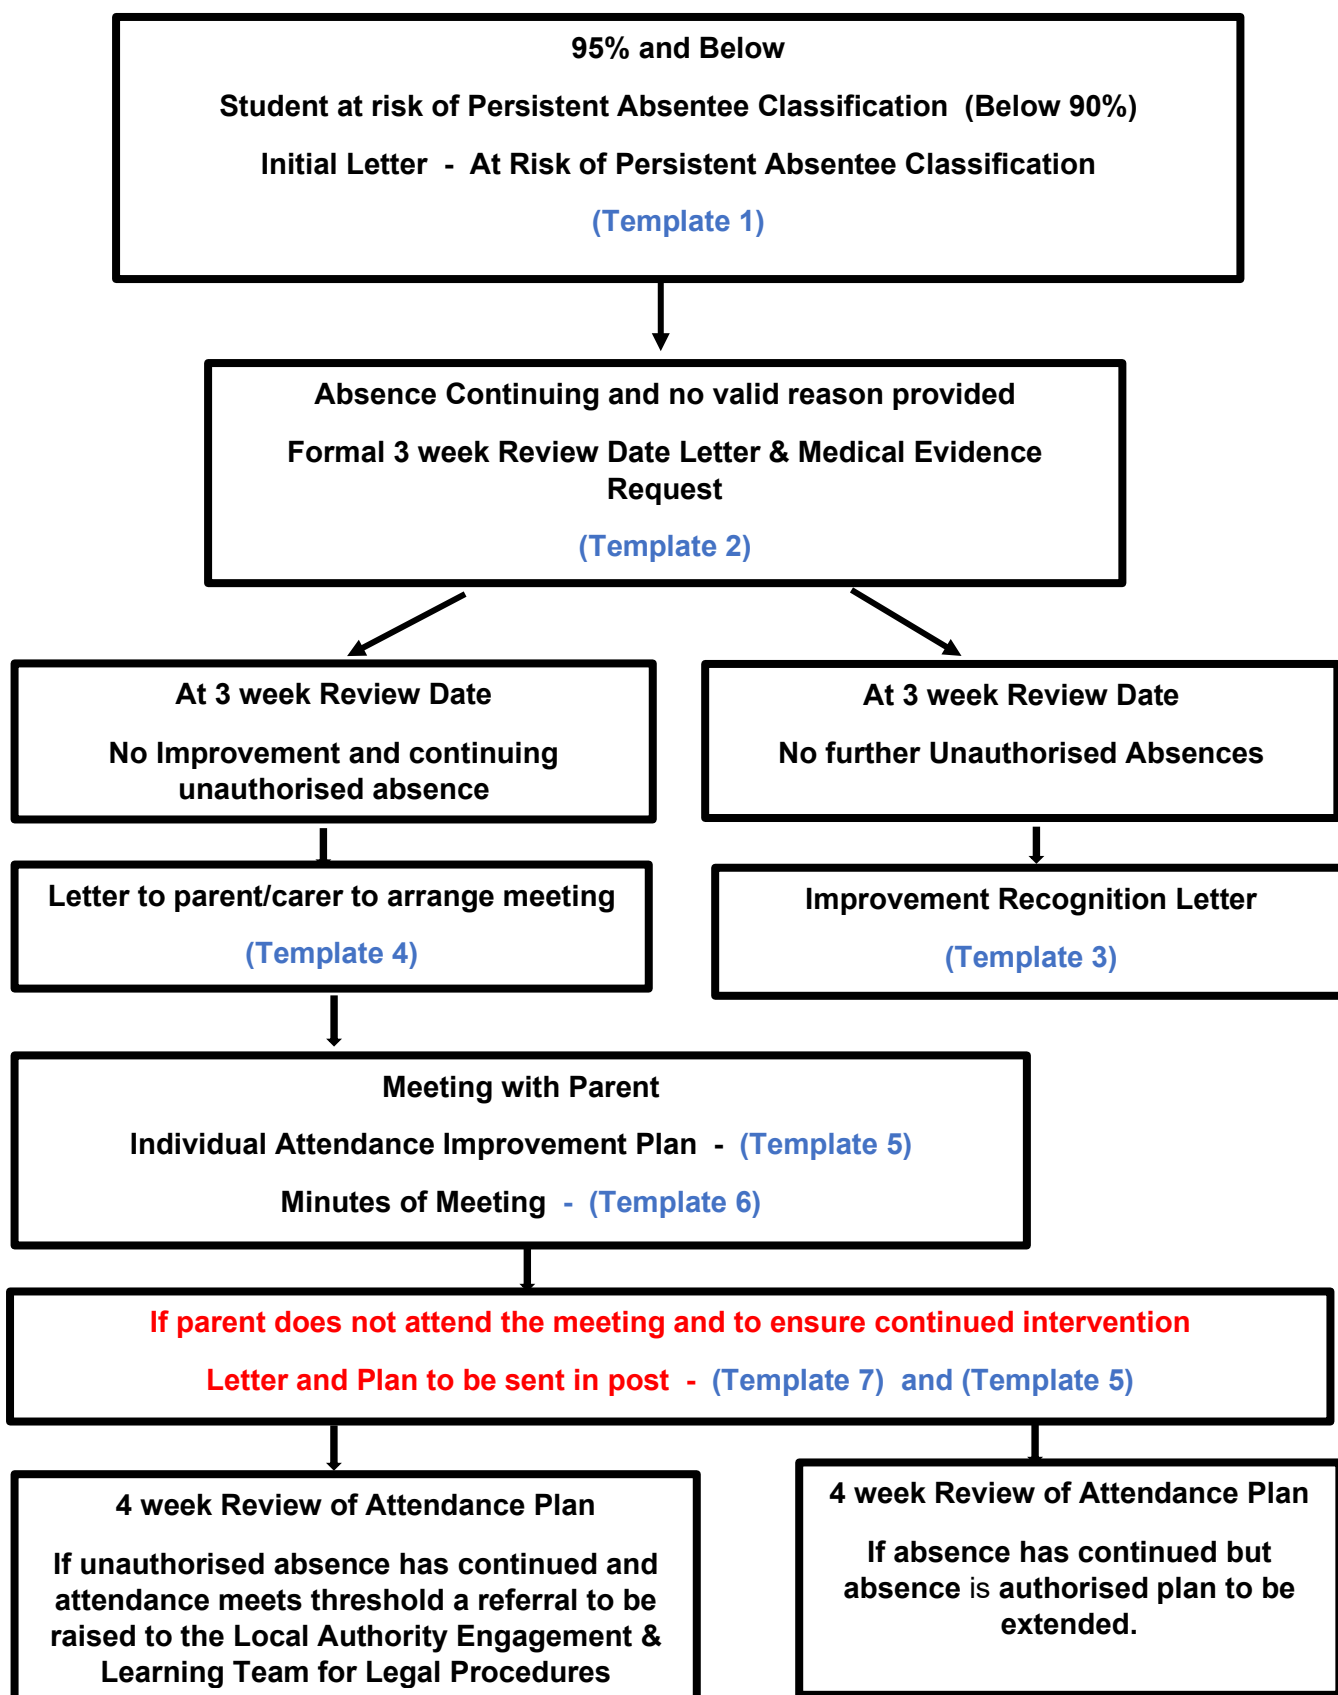 95% and Below
Student at risk of Persistent Absentee Classification  (Below 90%)
Initial Letter  -  At Risk of Persistent Absentee Classification
(Template 1)
Absence Continuing and no valid reason provided
Formal 3 week Review Date Letter & Medical Evidence
Request
(Template 2)
At 3 week Review Date
No Improvement and continuing
unauthorised absence
At 3 week Review Date
No further Unauthorised Absences
Letter to parent/carer to arrange meeting
(Template 4)
Improvement Recognition Letter
(Template 3)
Meeting with Parent
Individual Attendance Improvement Plan  -  (Template 5)
Minutes of Meeting  -  (Template 6)
If parent does not attend the meeting and to ensure continued intervention
Letter and Plan to be sent in post  -  (Template 7)  and (Template 5)
4 week Review of Attendance Plan
If unauthorised absence has continued and
attendance meets threshold a referral to be
raised to the Local Authority Engagement &
Learning Team for Legal Procedures
4 week Review of Attendance Plan
If absence has continued but
absence is authorised plan to be
extended.